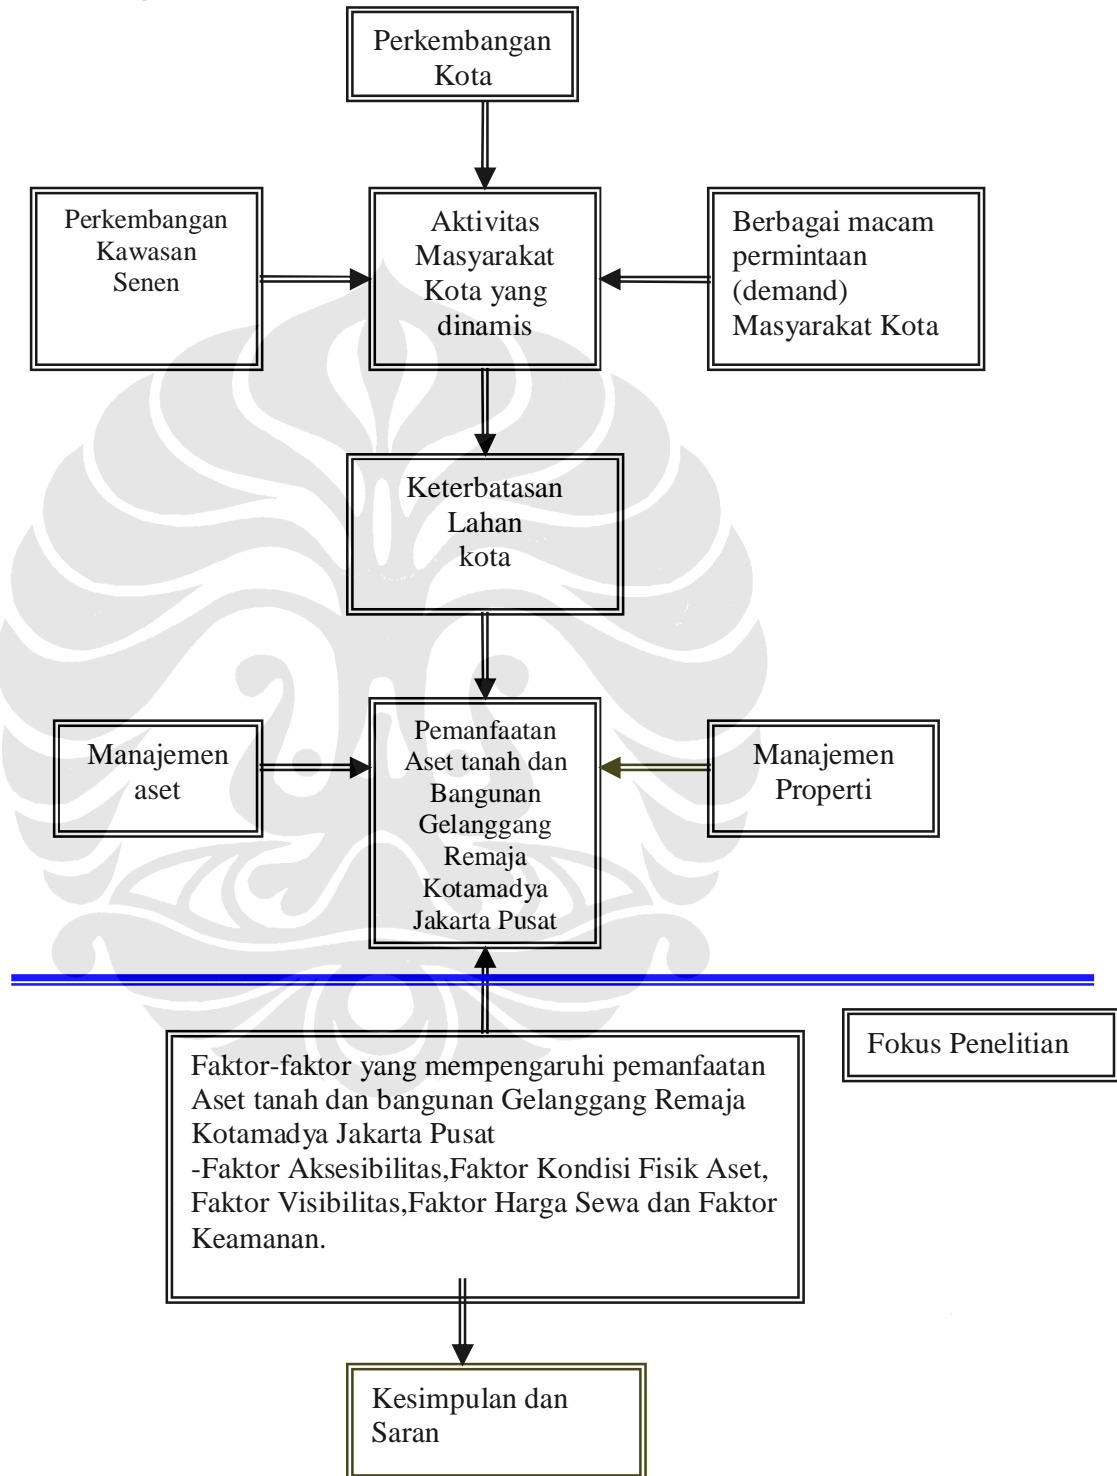 Perkembangan
Kota
Perkembangan
Kawasan
Senen
Aktivitas
Masyarakat
Kota yang
dinamis
Berbagai macam
permintaan
(demand)
Masyarakat Kota
Keterbatasan
Lahan
kota
Manajemen
aset
Pemanfaatan
Aset tanah dan
Bangunan
Gelanggang
Remaja
Kotamadya
Jakarta Pusat
Manajemen
Properti
Fokus Penelitian
Faktor-faktor yang mempengaruhi pemanfaatan
Aset tanah dan bangunan Gelanggang Remaja
Kotamadya Jakarta Pusat
-Faktor Aksesibilitas,Faktor Kondisi Fisik Aset,
Faktor Visibilitas,Faktor Harga Sewa dan Faktor
Keamanan.
Kesimpulan dan
Saran